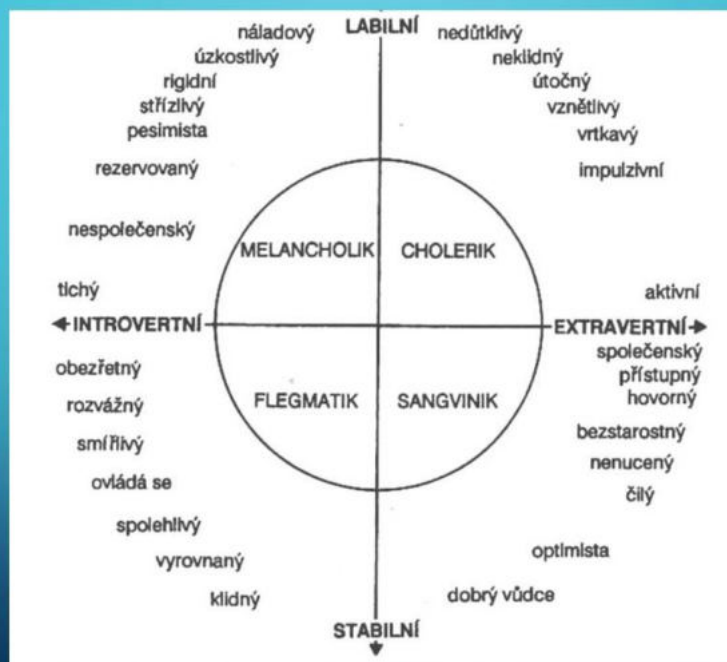 LABILNÍ
náladový
úzkostlivý
rigidní
střízlivý
pesimista
rezervovaný
nespolečenský
tichý
nedůtklivý
neklidný
útočný
vznětlivý
vrtkavý
impulzivní
aktivní
MELANCHOLIK
CHOLERIK
INTROVERTNÍ
EXTRAVERTNÍ
FLEGMATIK
SANGVINIK
obezřetný
rozvážný
smířlivý
ovládá se
spolehlivý
vyrovnaný
klidný
společenský
přístupný
hovorný
bezstarostný
nenucený
čilý
optimista
dobrý vůdce
STABILNÍ